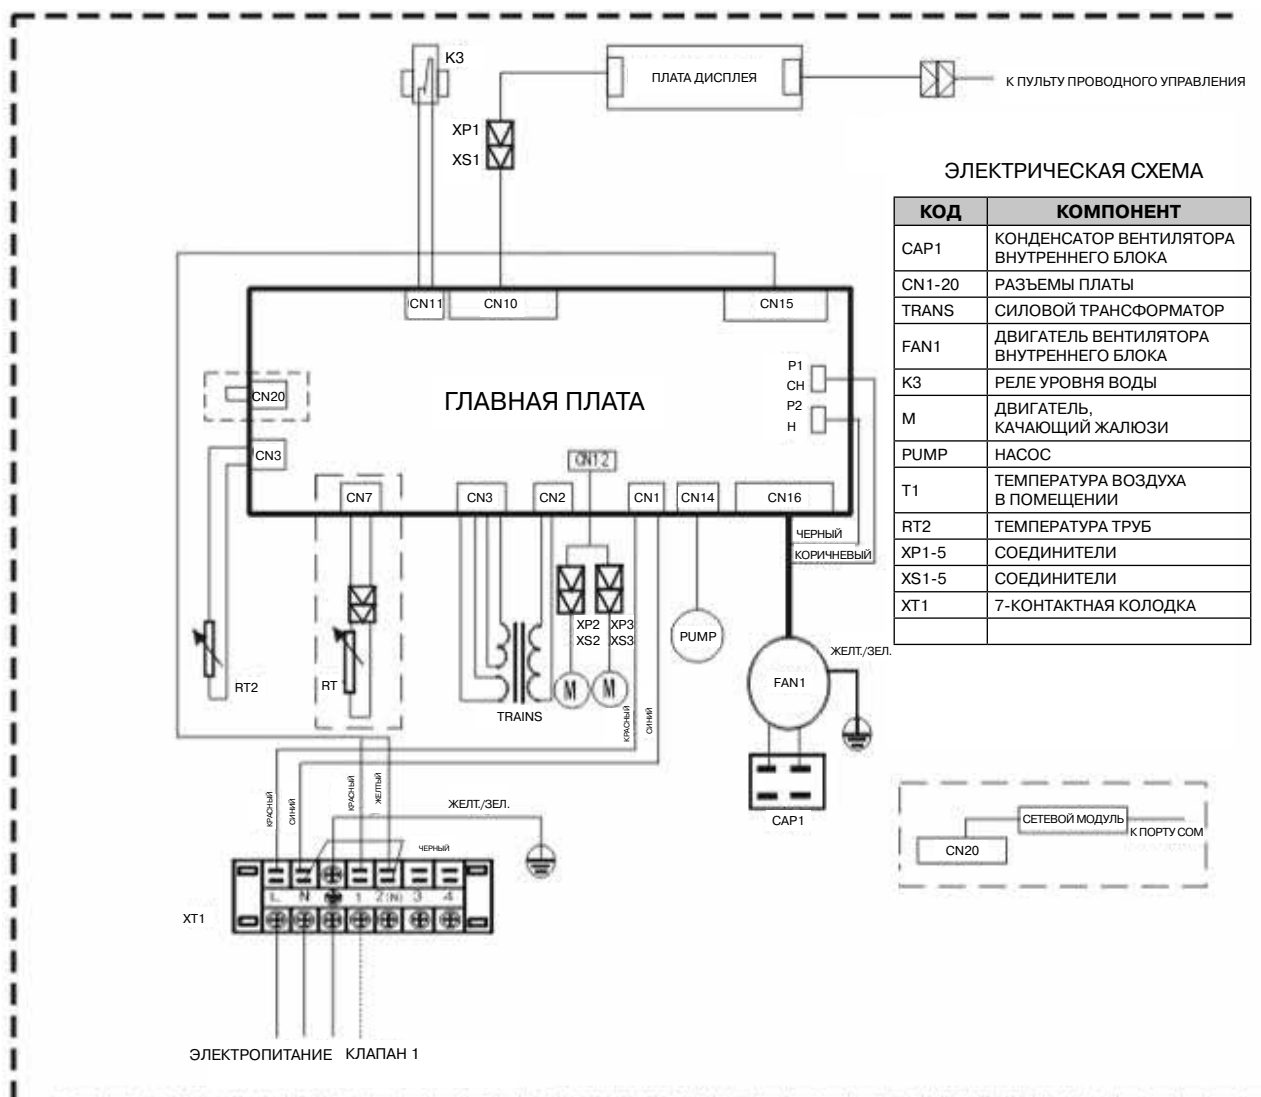 K3
ПЛАТА ДИСПЛЕЯ
К ПУЛЬТУ ПРОВОДНОГО УПРАВЛЕНИЯ
XP1
XS1
ЭЛЕКТРИЧЕСКАЯ СХЕМА
КОД КОМПОНЕНТ
CAP1 КОНДЕНСАТОР ВЕНТИЛЯТОРА
ВНУТРЕННЕГО БЛОКА
CN1-20 РАЗЪЕМЫ ПЛАТЫ
TRANS СИЛОВОЙ ТРАНСФОРМАТОР
FAN1 ДВИГАТЕЛЬ ВЕНТИЛЯТОРА
ВНУТРЕННЕГО БЛОКА
K3 РЕЛЕ УРОВНЯ ВОДЫ
M ДВИГАТЕЛЬ,
КАЧАЮЩИЙ ЖАЛЮЗИ
PUMP НАСОС
T1 ТЕМПЕРАТУРА ВОЗДУХА
В ПОМЕЩЕНИИ
RT2 ТЕМПЕРАТУРА ТРУБ
XP1-5 СОЕДИНИТЕЛИ
XS1-5 СОЕДИНИТЕЛИ
XT1 7-КОНТАКТНАЯ КОЛОДКА
CN11 CN10 CN15
P1
CH
P2
H
CN20
ГЛАВНАЯ ПЛАТА
CN3
CN12
CN7 CN3 CN2 CN1 CN14 CN16
ЧЕРНЫЙ
КОРИЧНЕВЫЙ
XP2 XP3
XS2 XS3
PUMP
ЖЕЛТ./ЗЕЛ.
RT2 RT M M FAN1
TRAINS
КРАСНЫЙ
СИНИЙ
КРАСНЫЙ
СИНИЙ
КРАСНЫЙ
ЖЕЛТЫЙ
ЖЕЛТ./ЗЕЛ.
CAP1
СЕТЕВОЙ МОДУЛЬ
К ПОРТУ COM
CN20
ЧЕРНЫЙ
L N 1 2(N) 3 4
XT1
ЭЛЕКТРОПИТАНИЕ КЛАПАН 1